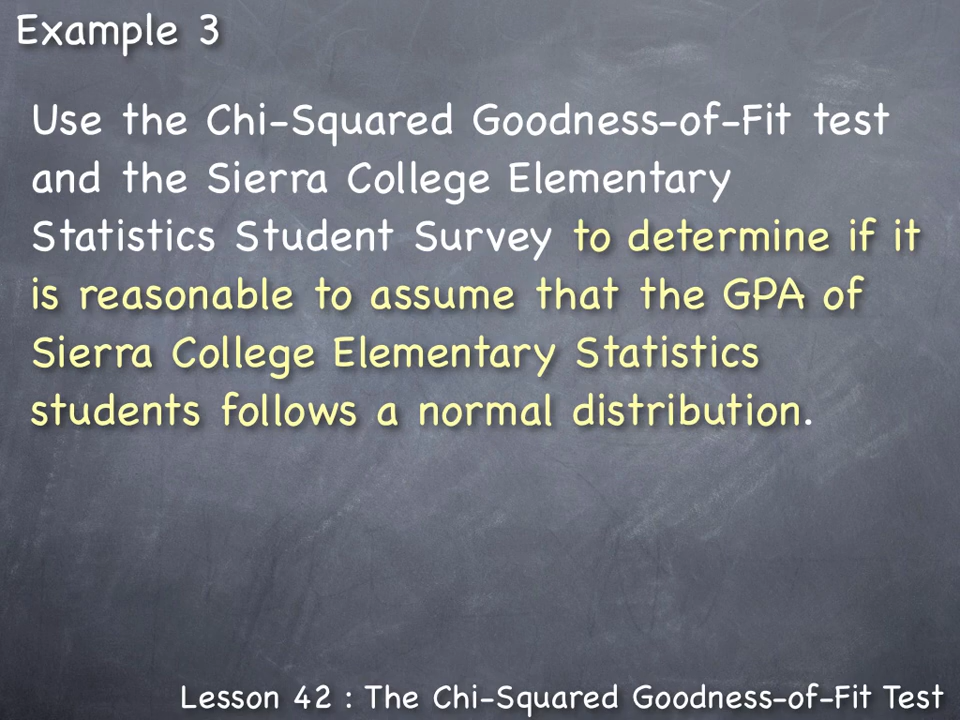 Example 3
Use the Chi-Squared Goodness-of-Fit test
and the Sierra College Elementary
Statistics Student Survey to determine if it
is reasonable to assume that the GPA of
Sierra College Elementary Statistics
students follows a normal distribution.
Lesson 42 : The Chi-Squared Goodness-of-Fit Test